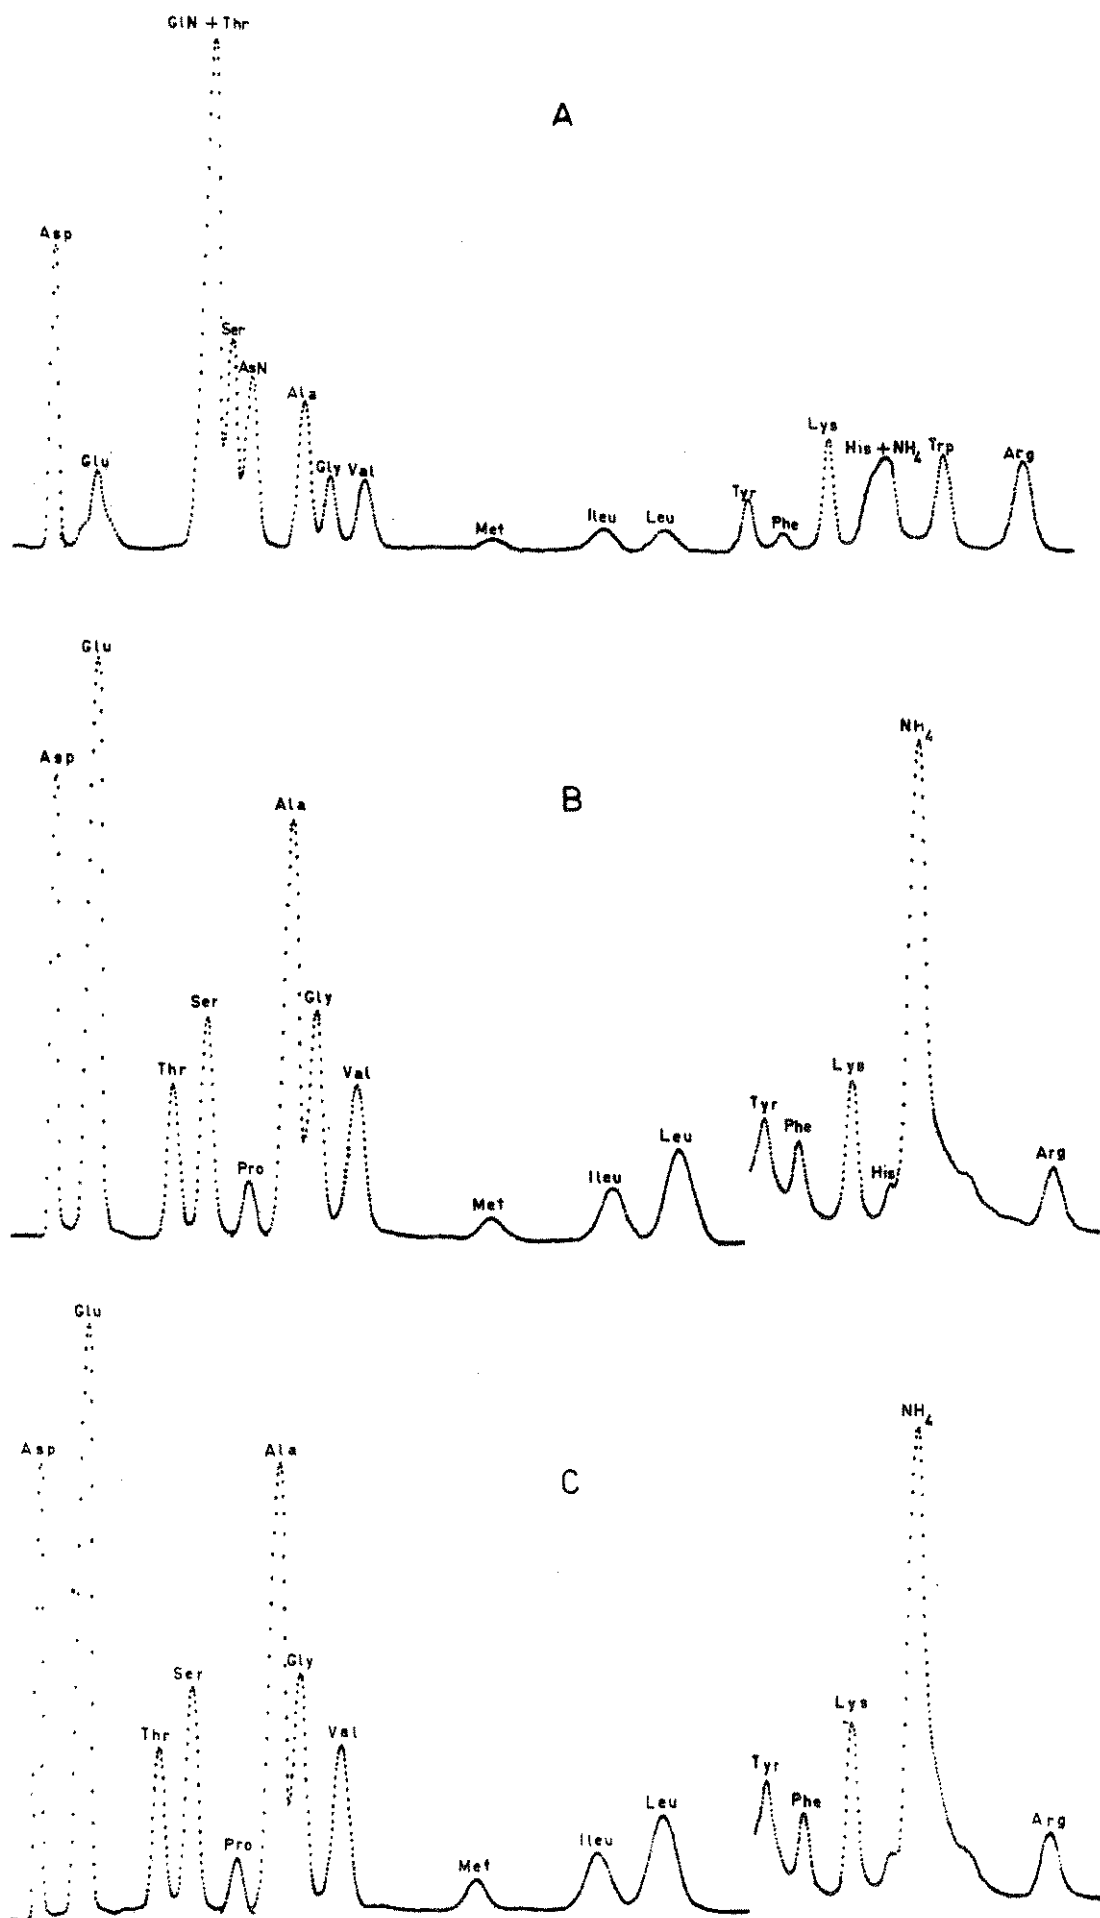 GlN + Thr
A
Asp
Ser
AsN
Ala
Glu
Gly
Val
Met
Ileu
Leu
Tyr
Phe
Lys
His + NH4
Trp
Arg
Glu
Asp
NH4
Ala
B
Ser
Gly
Thr
Val
Pro
Met
Ileu
Leu
Tyr
Phe
Lys
His
Arg
Glu
Asp
Ala
NH4
C
Ser
Gly
Thr
Val
Pro
Met
Ileu
Leu
Tyr
Phe
Lys
Arg